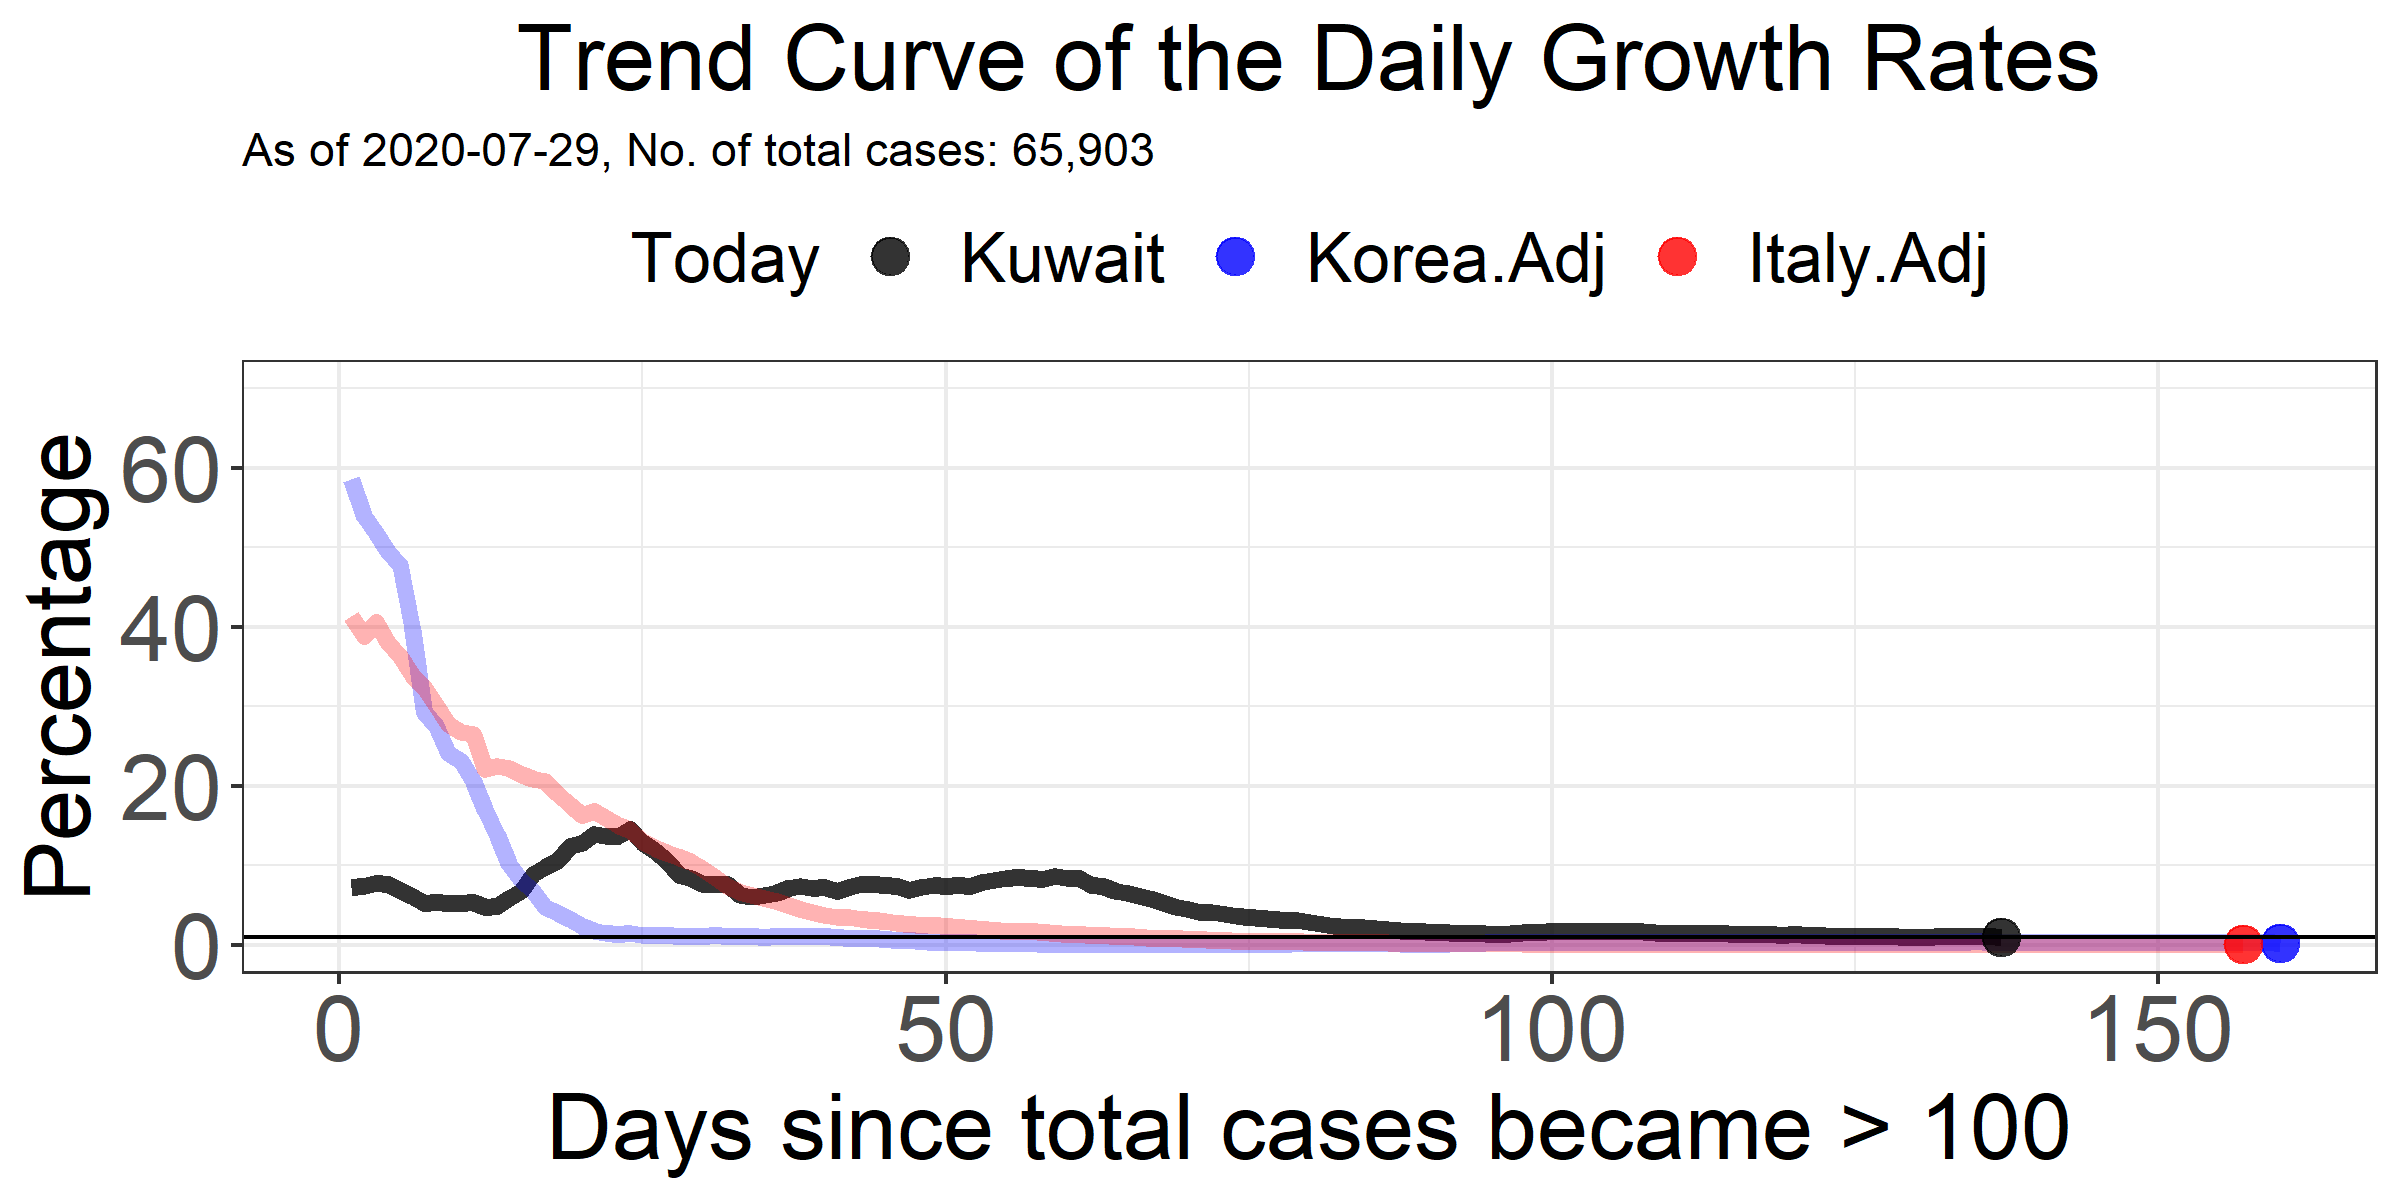 Trend Curve of the Daily Growth Rates
As of 2020-07-29, No. of total cases: 65,903
Today Kuwait Korea.Adj Italy.Adj
Percentage
60
40
20
0
0 50 100 150
Days since total cases became > 100